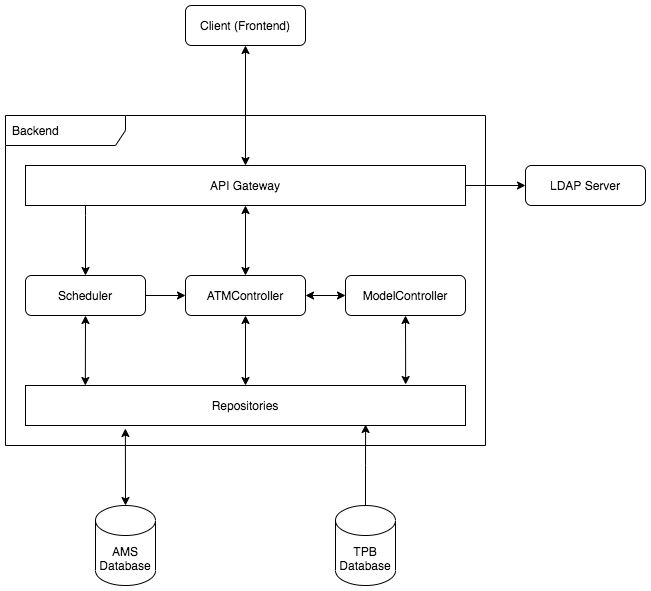 Client (Frontend)
Backend
API Gateway
LDAP Server
Scheduler
ATMController
ModelController
Repositories
AMS
Database
TPB
Database